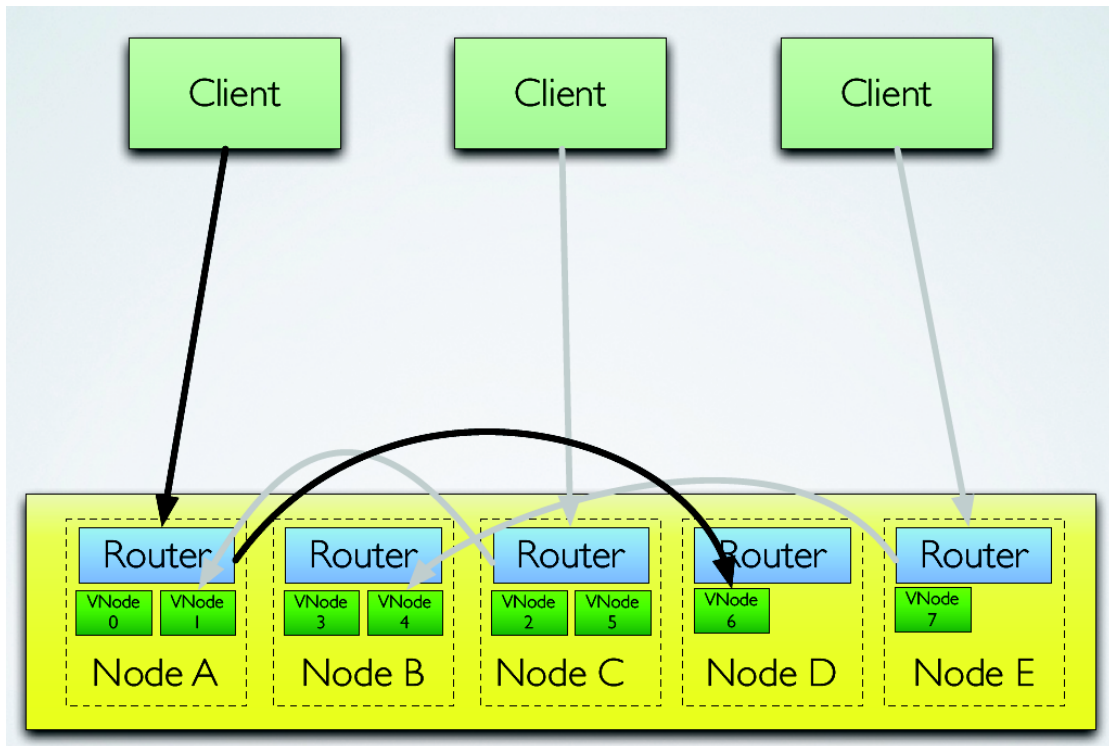 Client
Client
Client
Router
Router
Router
Router
Router
VNode
0
VNode
1
VNode
3
VNode
4
VNode
2
VNode
5
VNode
6
VNode
7
Node A
Node B
Node C
Node D
Node E